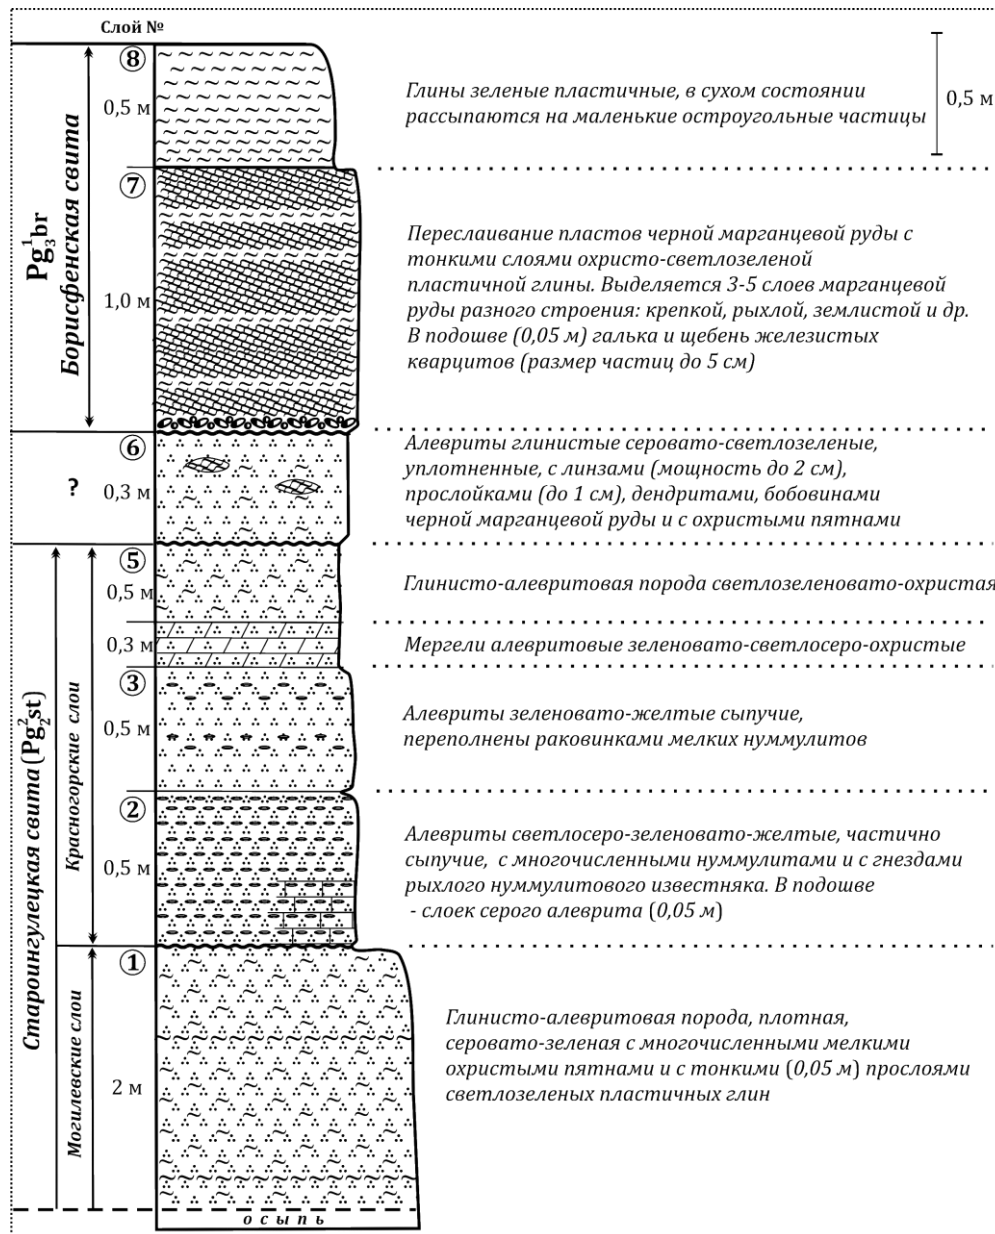 Слой №
⑧
0,5 м
Глины зеленые пластичные, в сухом состоянии
рассыпаются на маленькие остроугольные частицы
0,5 м
⑦
1,0 м
Переслаивание пластов черной марганцевой руды с
тонкими слоями охристо-светлозеленой
пластичной глины. Выделяется 3-5 слоев марганцевой
руды разного строения: крепкой, рыхлой, землистой и др.
В подошве (0,05 м) галька и щебень железистых
кварцитов (размер частиц до 5 см)
Pg₃¹br
Борисфенская свита
⑥
?
0,3 м
Алевриты глинистые серовато-светлозеленые,
уплотненные, с линзами (мощность до 2 см),
прослойками (до 1 см), дендритами, бобовинами
черной марганцевой руды и с охристыми пятнами
⑤
0,5 м
Глинисто-алевритовая порода светлозеленовато-охристая
0,3 м
Мергели алевритовые зеленовато-светлосеро-охристые
③
0,5 м
Алевриты зеленовато-желтые сыпучие,
переполнены раковинками мелких нуммулитов
②
0,5 м
Алевриты светлосеро-зеленовато-желтые, частично
сыпучие, с многочисленными нуммулитами и с гнездами
рыхлого нуммулитового известняка. В подошве
- слоек серого алеврита (0,05 м)
Староингулецкая свита (Pg₂²st)
Красногорские слои
①
2 м
Глинисто-алевритовая порода, плотная,
серовато-зеленая с многочисленными мелкими
охристыми пятнами и с тонкими (0,05 м) прослоями
светлозеленых пластичных глин
Могилевские слои
осыпь